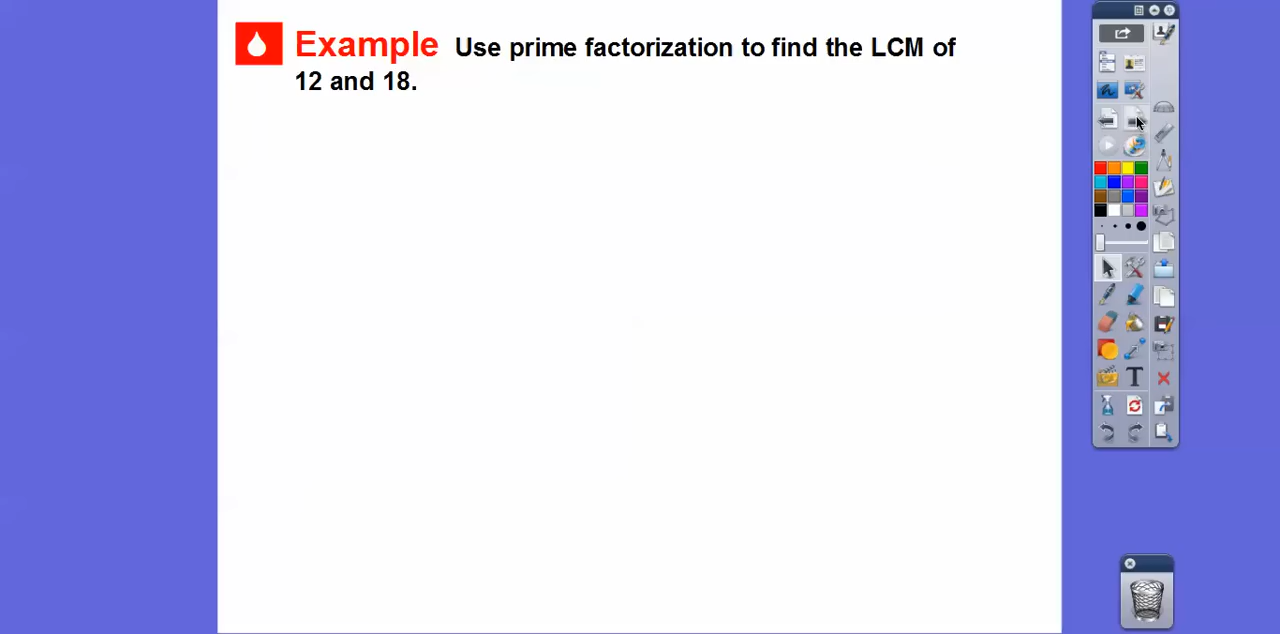 Example Use prime factorization to find the LCM of
12 and 18.